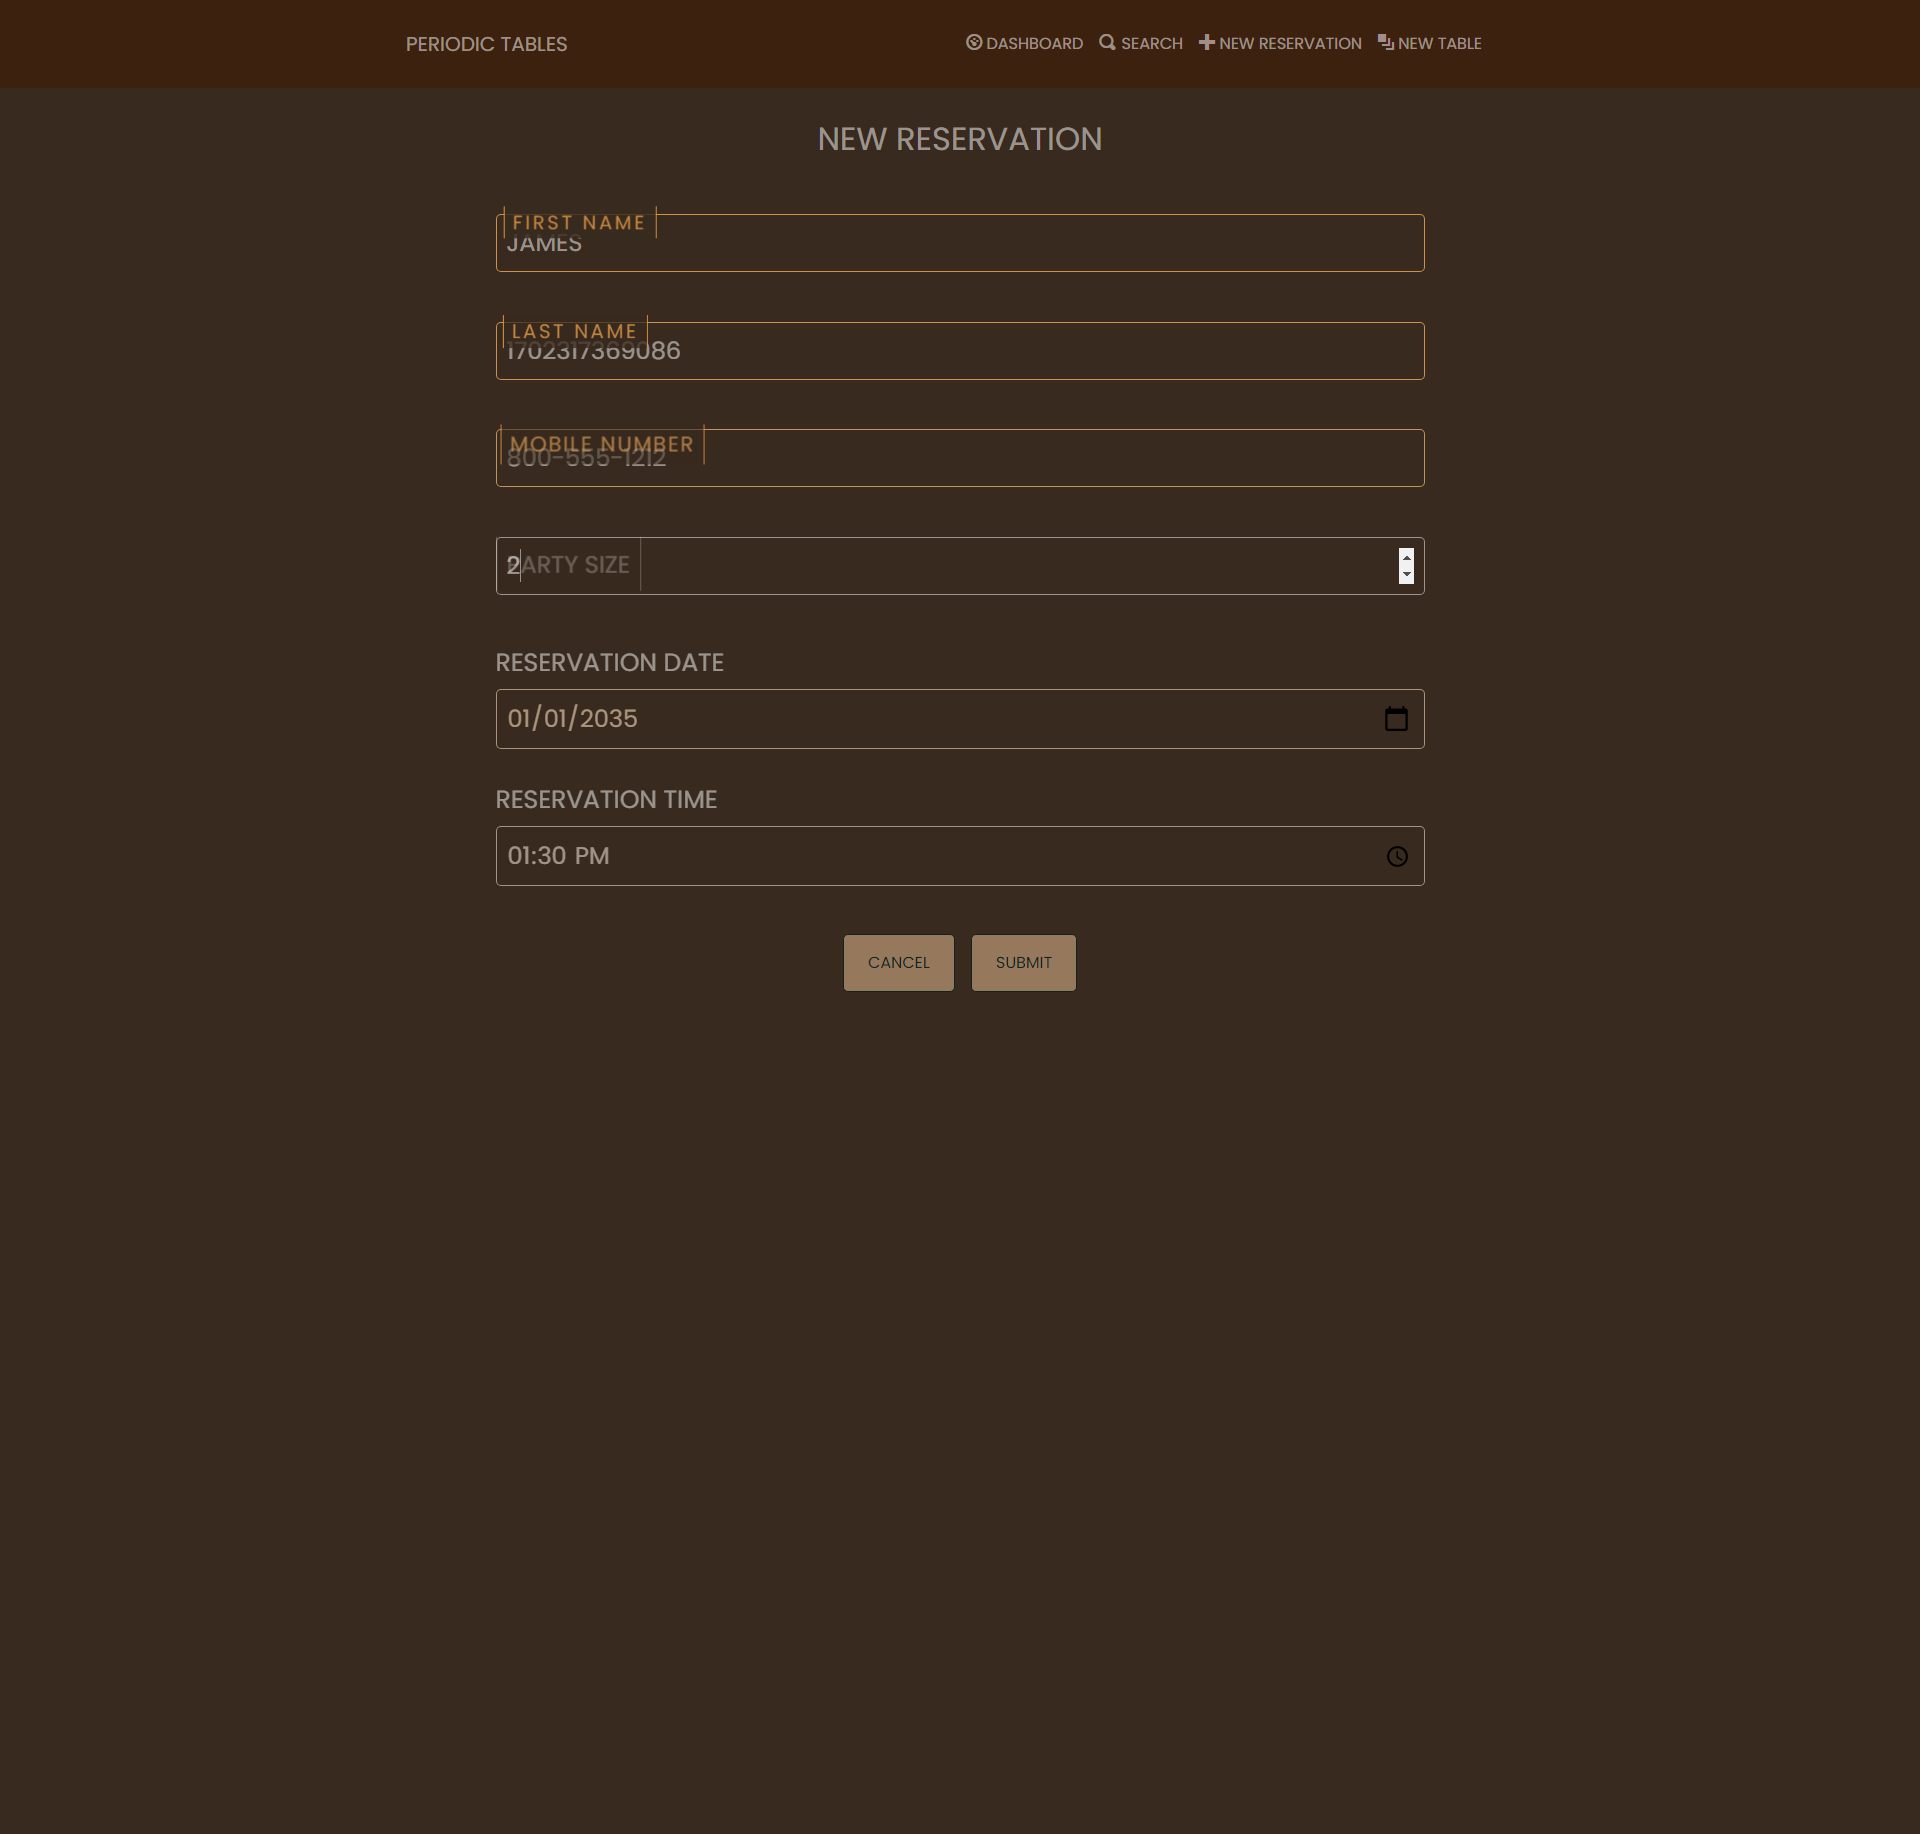 PERIODIC TABLES
DASHBOARD SEARCH NEW RESERVATION NEW TABLE
NEW RESERVATION
FIRST NAME
JAMES
LAST NAME
1702317369086
MOBILE NUMBER
800-555-1212
PARTY SIZE
2
RESERVATION DATE
01/01/2035
RESERVATION TIME
01:30 PM
CANCEL SUBMIT